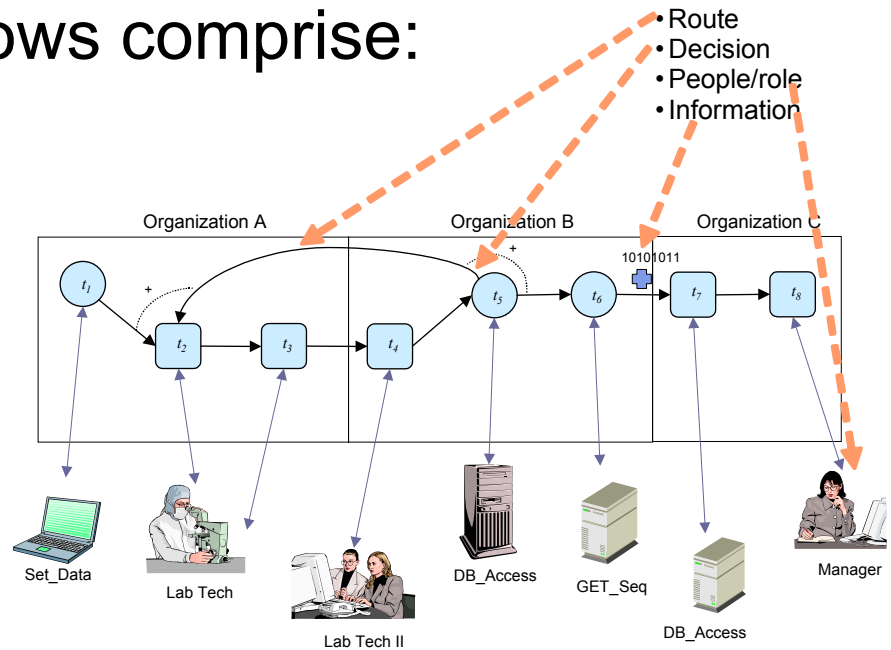 ows comprise:
• Route
• Decision
• People/role
• Information
Organization A
Organization B
Organization C
10101011
+
+
t1
t2
t3
t4
t5
t6
t7
t8
Set_Data
Lab Tech
Lab Tech II
DB_Access
GET_Seq
DB_Access
Manager